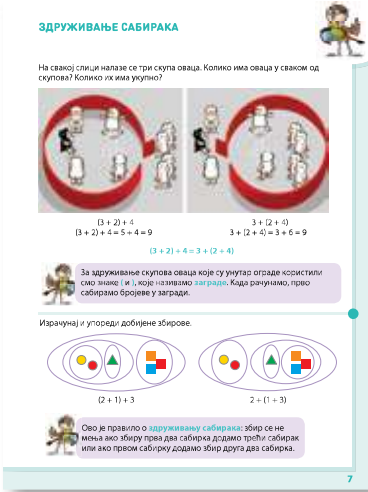 ЗДРУЖИВАЊЕ САБИРАКА
На свакој слици налазе се три скупа оваца. Колико има оваца у сваком од
скупова? Колико их има укупно?
(3 + 2) + 4
(3 + 2) + 4 = 5 + 4 = 9
3 + (2 + 4)
3 + (2 + 4) = 3 + 6 = 9
(3 + 2) + 4 = 3 + (2 + 4)
За здруживање скупова оваца које су унутар ограде користили
смо знаке ( и ), које називамо заграде. Када рачунамо, прво
сабирамо бројеве у загради.
Израчунај и упореди добијене збирове.
(2 + 1) + 3
2 + (1 + 3)
Ово је правило о здруживању сабирака: збир се не
мења ако збиру прва два сабирка додамо трећи сабирак
или ако првом сабирку додамо збир друга два сабирка.
7